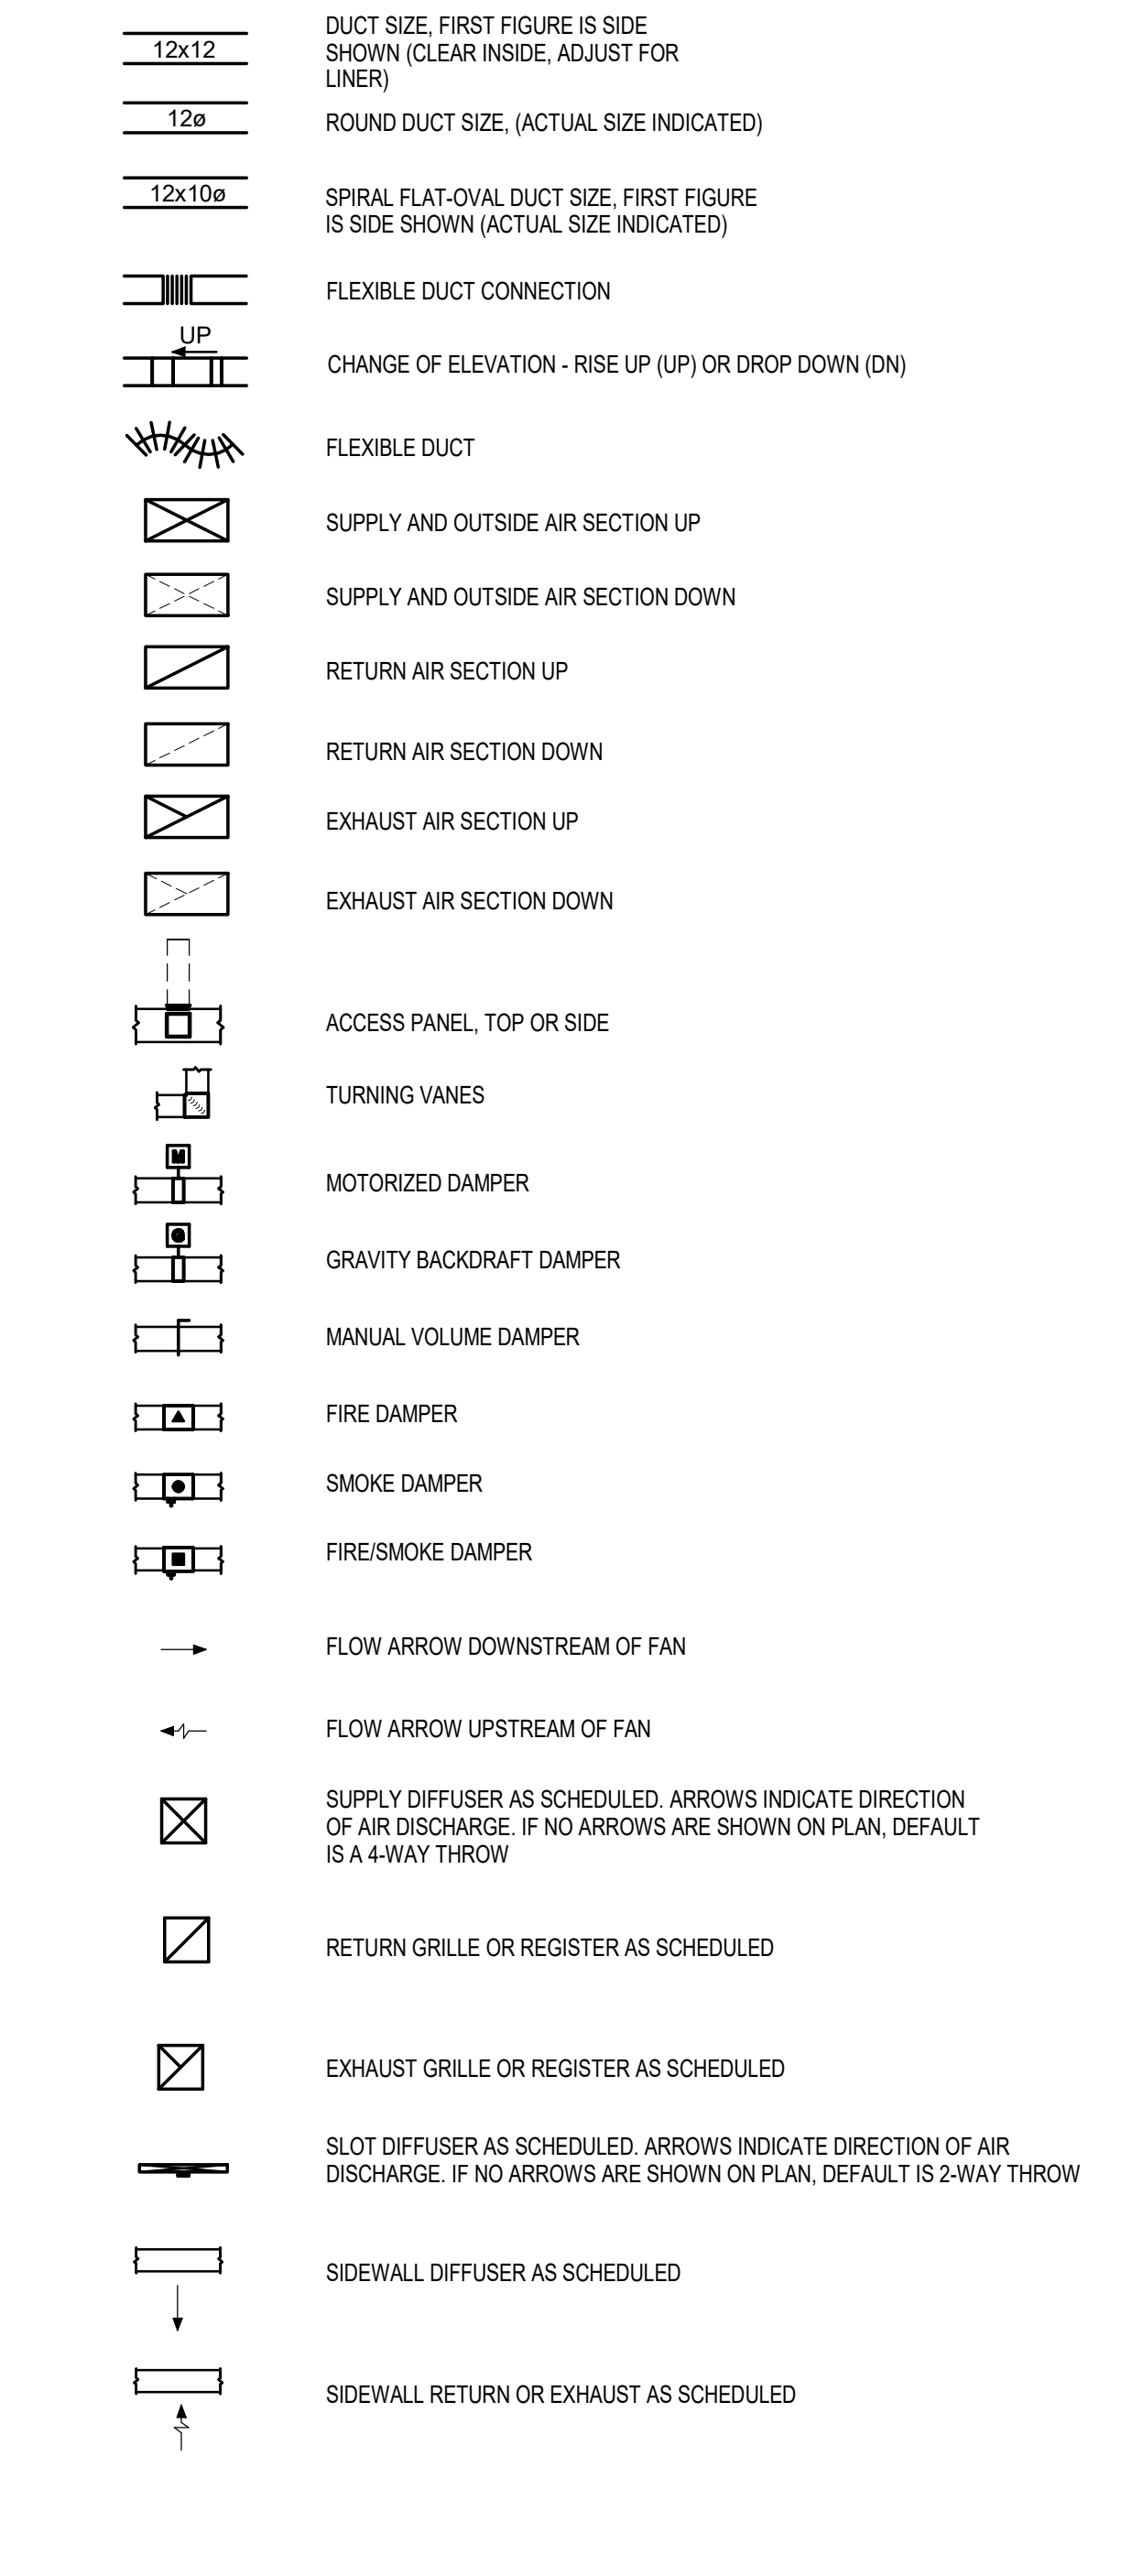 12x12
DUCT SIZE, FIRST FIGURE IS SIDE
SHOWN (CLEAR INSIDE, ADJUST FOR
LINER)
12ø
ROUND DUCT SIZE, (ACTUAL SIZE INDICATED)
12x10ø
SPIRAL FLAT-OVAL DUCT SIZE, FIRST FIGURE
IS SIDE SHOWN (ACTUAL SIZE INDICATED)
FLEXIBLE DUCT CONNECTION
UP
CHANGE OF ELEVATION - RISE UP (UP) OR DROP DOWN (DN)
FLEXIBLE DUCT
SUPPLY AND OUTSIDE AIR SECTION UP
SUPPLY AND OUTSIDE AIR SECTION DOWN
RETURN AIR SECTION UP
RETURN AIR SECTION DOWN
EXHAUST AIR SECTION UP
EXHAUST AIR SECTION DOWN
ACCESS PANEL, TOP OR SIDE
TURNING VANES
M
MOTORIZED DAMPER
G
GRAVITY BACKDRAFT DAMPER
MANUAL VOLUME DAMPER
FIRE DAMPER
SMOKE DAMPER
FIRE/SMOKE DAMPER
FLOW ARROW DOWNSTREAM OF FAN
FLOW ARROW UPSTREAM OF FAN
SUPPLY DIFFUSER AS SCHEDULED. ARROWS INDICATE DIRECTION
OF AIR DISCHARGE. IF NO ARROWS ARE SHOWN ON PLAN, DEFAULT
IS A 4-WAY THROW
RETURN GRILLE OR REGISTER AS SCHEDULED
EXHAUST GRILLE OR REGISTER AS SCHEDULED
SLOT DIFFUSER AS SCHEDULED. ARROWS INDICATE DIRECTION OF AIR
DISCHARGE. IF NO ARROWS ARE SHOWN ON PLAN, DEFAULT IS 2-WAY THROW
SIDEWALL DIFFUSER AS SCHEDULED
SIDEWALL RETURN OR EXHAUST AS SCHEDULED